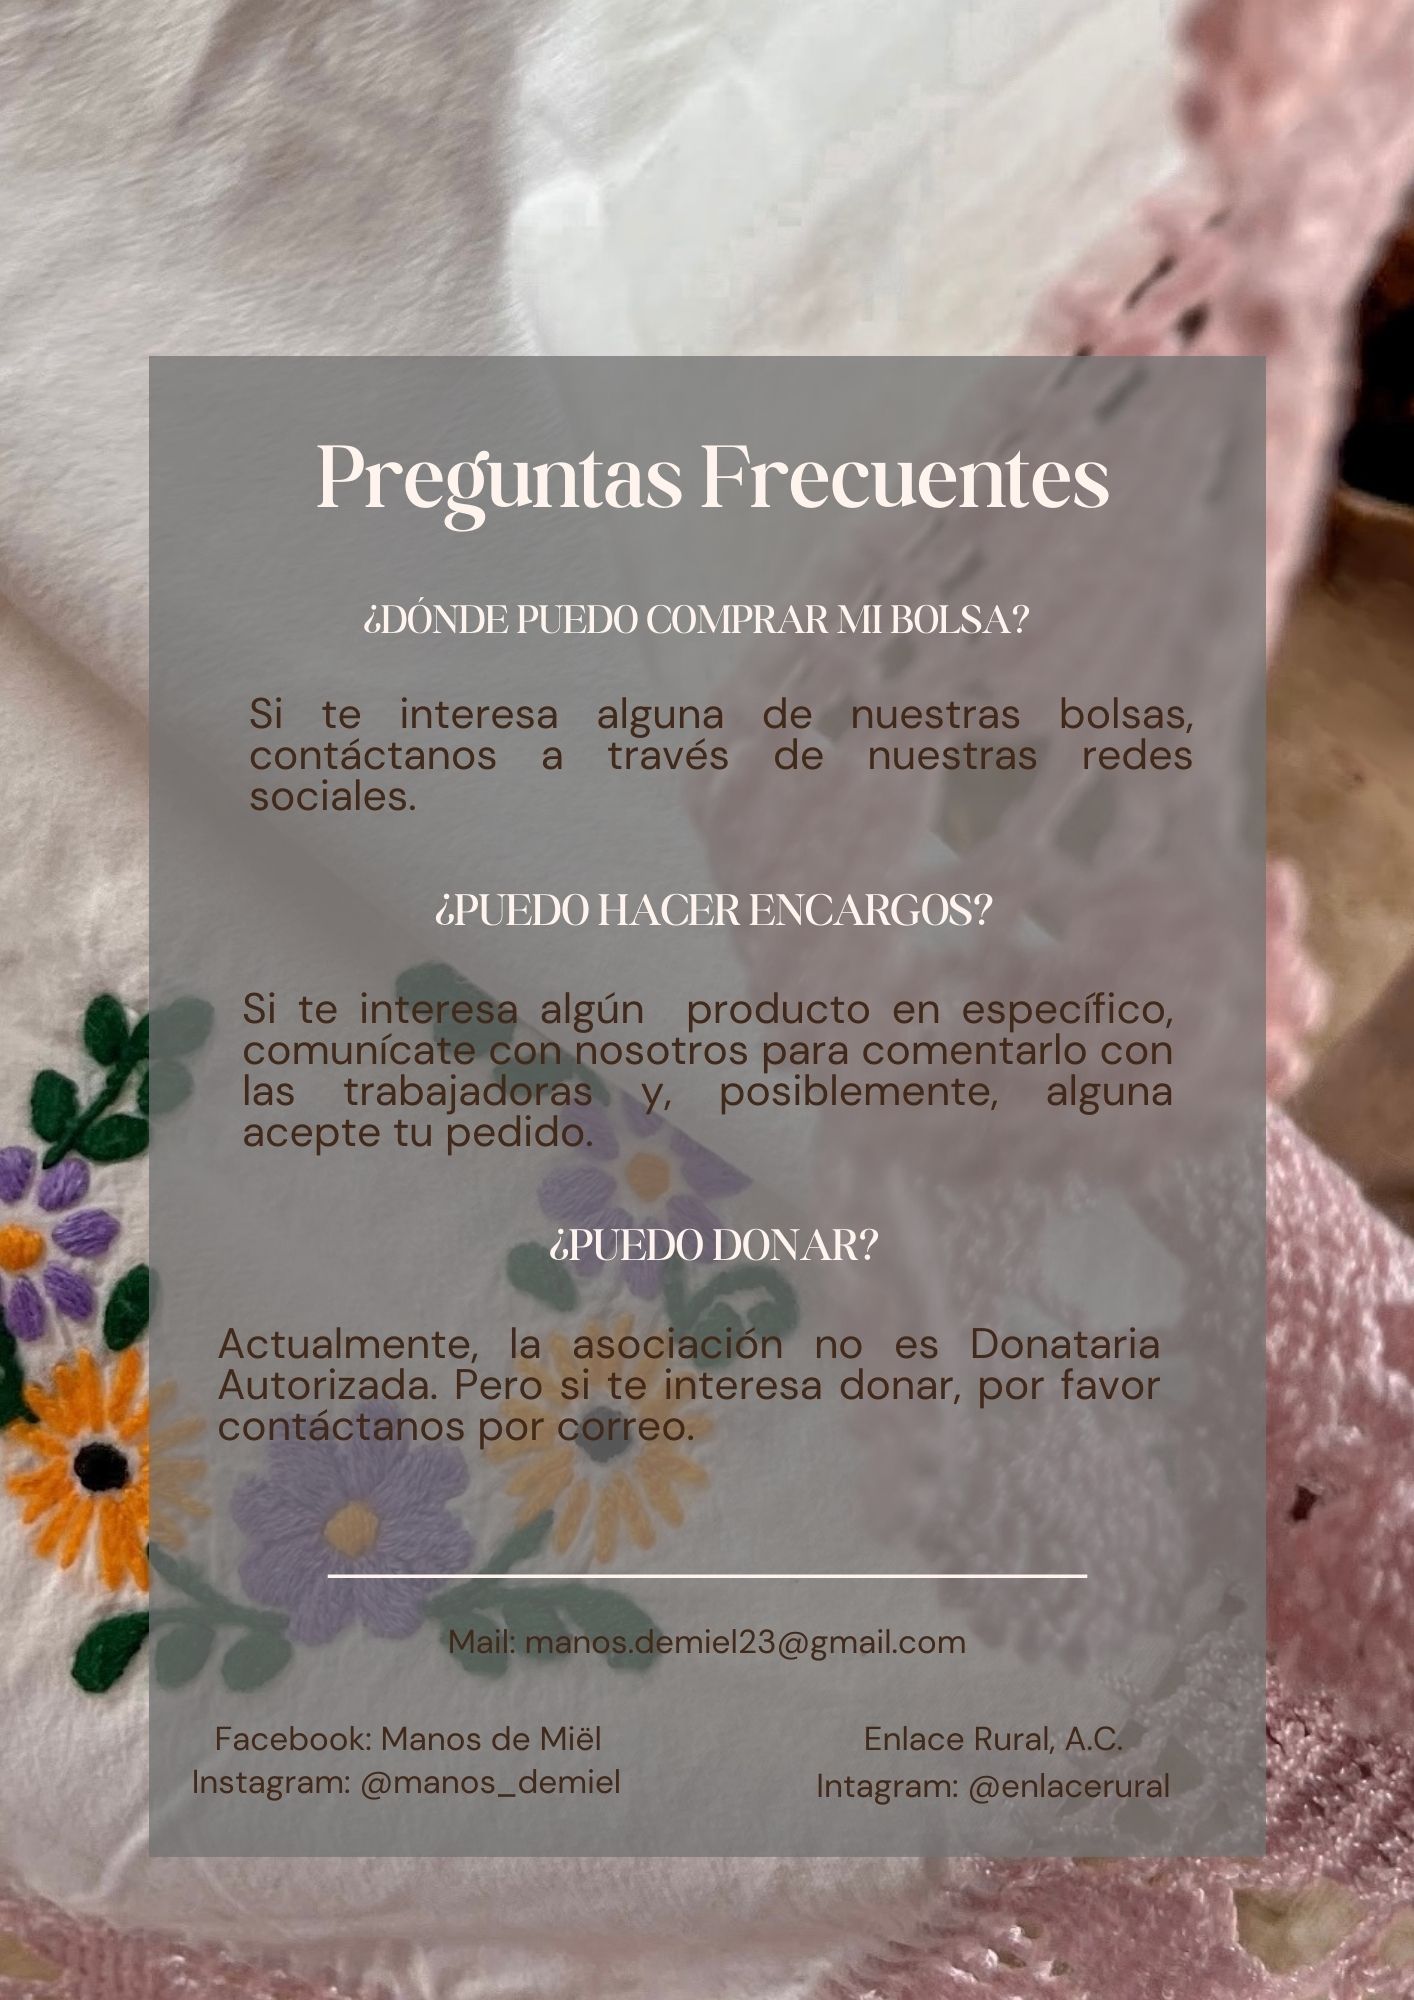 Preguntas Frecuentes
¿DÓNDE PUEDO COMPRAR MI BOLSA?
Si te interesa alguna de nuestras bolsas,
contáctanos a través de nuestras redes
sociales.
¿PUEDO HACER ENCARGOS?
Si te interesa algún producto en específico,
comunícate con nosotros para comentarlo con
las trabajadoras y, posiblemente, alguna
acepte tu pedido.
¿PUEDO DONAR?
Actualmente, la asociación no es Donataria
Autorizada. Pero si te interesa donar, por favor
contáctanos por correo.
Mail: manos.demiel23@gmail.com
Facebook: Manos de Miël
Instagram: @manos_demiel
Enlace Rural, A.C.
Intagram: @enlacerural